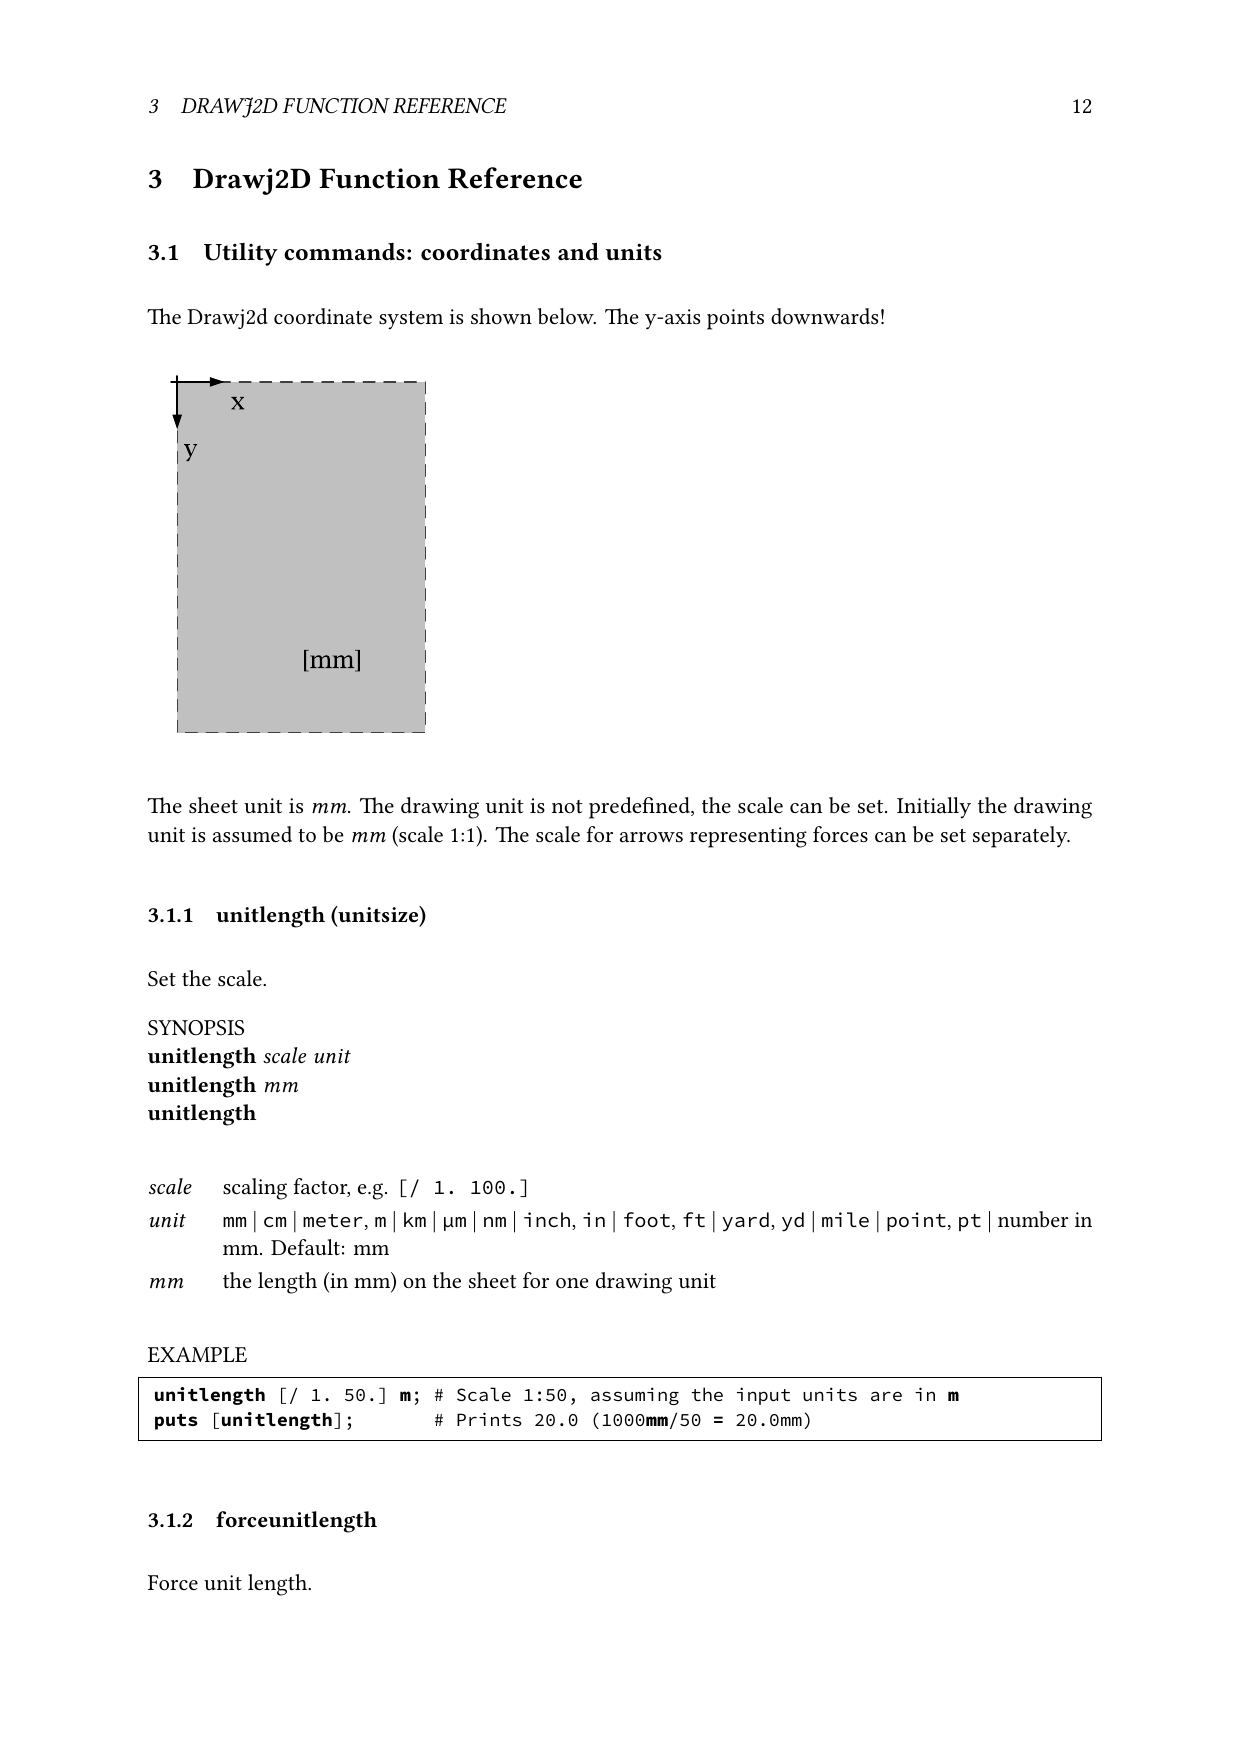 3 DRAWJ2D FUNCTION REFERENCE 12
3 Drawj2D Function Reference
3.1 Utility commands: coordinates and units
The Drawj2d coordinate system is shown below. The y-axis points downwards!
x
y
[mm]
The sheet unit is mm. The drawing unit is not predefined, the scale can be set. Initially the drawing
unit is assumed to be mm (scale 1:1). The scale for arrows representing forces can be set separately.
3.1.1 unitlength (unitsize)
Set the scale.
SYNOPSIS
unitlength scale unit
unitlength mm
unitlength
scale scaling factor, e.g. [/ 1. 100.]
unit mm | cm | meter, m | km | µm | nm | inch, in | foot, ft | yard, yd | mile | point, pt | number in
mm. Default: mm
mm the length (in mm) on the sheet for one drawing unit
EXAMPLE
unitlength [/ 1. 50.] m; # Scale 1:50, assuming the input units are in m
puts [unitlength]; # Prints 20.0 (1000mm/50 = 20.0mm)
3.1.2 forceunitlength
Force unit length.